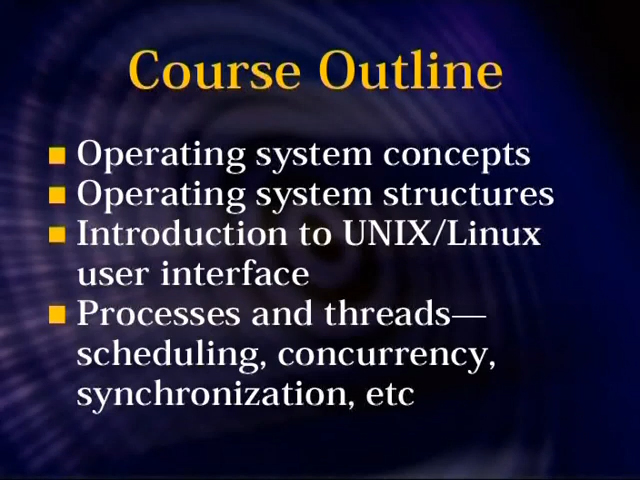 Course Outline
Operating system concepts
Operating system structures
Introduction to UNIX/Linux
user interface
Processes and threads—
scheduling, concurrency,
synchronization, etc